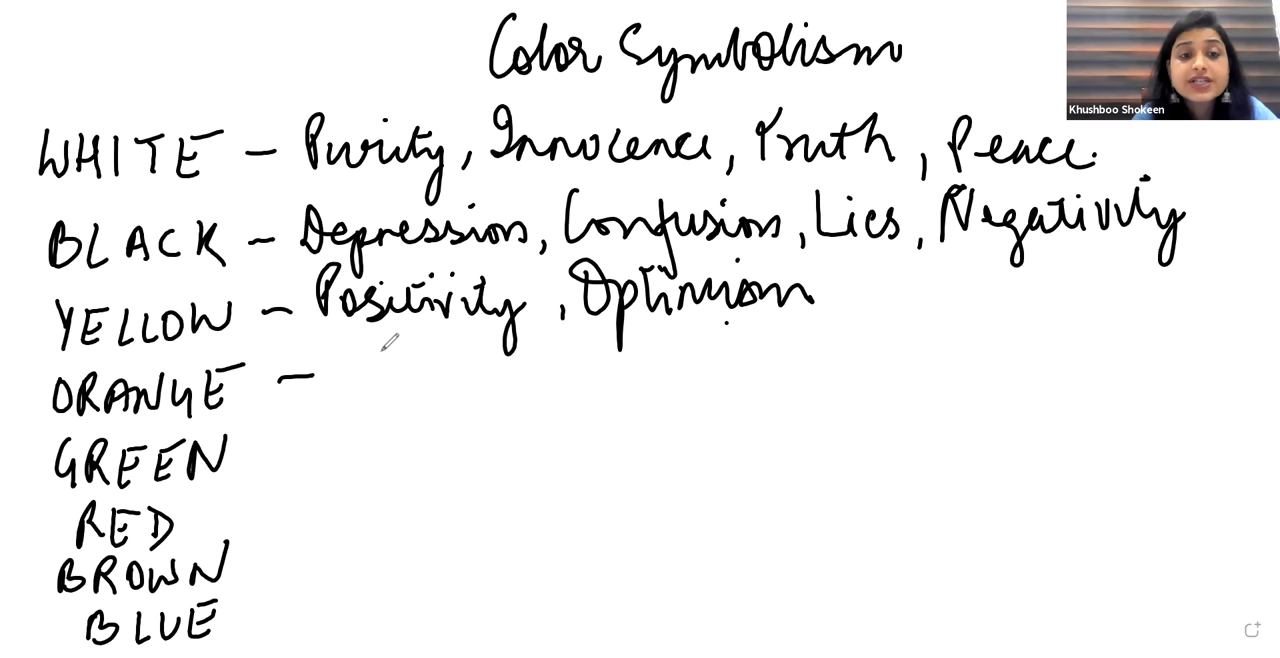 Color Symbolism
Khushboo Shokeen
WHITE – Purity, Innocence, Truth, Peace.
BLACK – Depression, Confusion, Lies, Negativity
YELLOW – Positivity, Optimism
ORANGE –
GREEN
RED
BROWN
BLUE